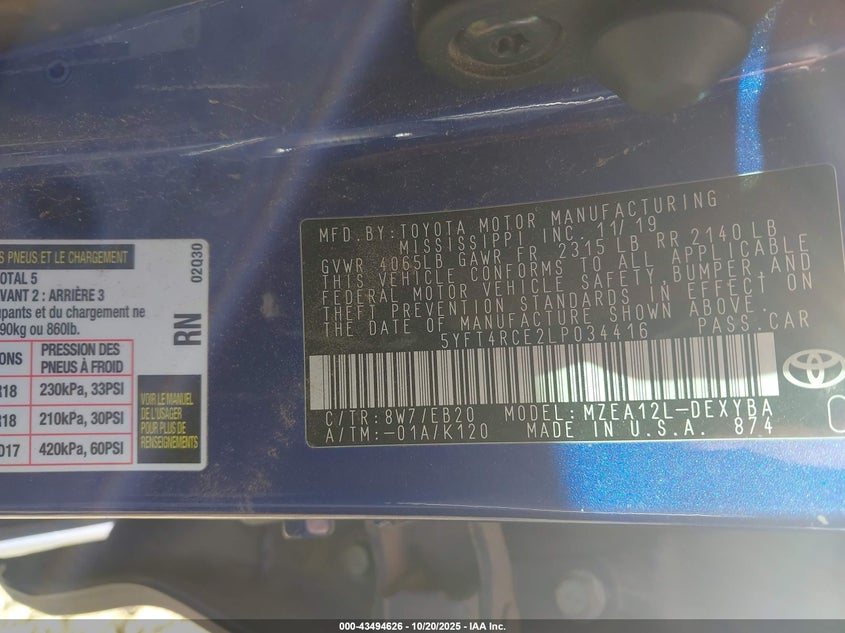 S PNEUS ET LE CHARGEMENT
OTAL 5
VANT 2 : ARRIÈRE 3
upants et du chargement ne
90kg ou 860lb.
ONS
PRESSION DES
PNEUS À FROID
R18
230kPa, 33PSI
R18
210kPa, 30PSI
D17
420kPa, 60PSI
VOIR LE MANUEL
DE L'USAGER
POUR PLUS DE
RENSEIGNEMENTS
RN
02Q30
MFD.BY: TOYOTA MOTOR MANUFACTURING
MISSISSIPPI INC. 11/19
GVWR 4065LB GAWR FR 2315 LB RR 2140 LB
THIS VEHICLE CONFORMS TO ALL APPLICABLE
FEDERAL MOTOR VEHICLE SAFETY, BUMPER, AND
THEFT PREVENTION STANDARDS IN EFFECT ON
THE DATE OF MANUFACTURE SHOWN ABOVE.
5YFT4RCE2LP034416 PASS.CAR
C/TR: 8W7/EB20 MODEL: MZEA12L-DEXYBA
A/TM: -01A/K120 MADE IN U.S.A. 874
000-43494626 - 10/20/2025 - IAA Inc.